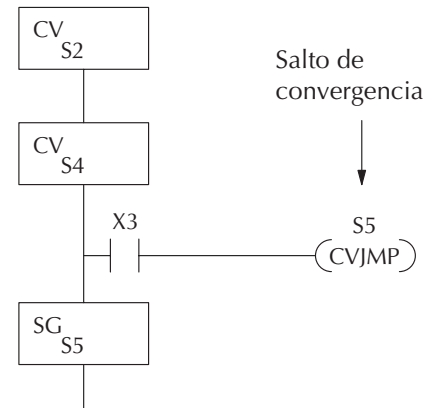 CV
S2
Salto de
convergencia
CV
S4
X3
S5
CVJMP
SG
S5